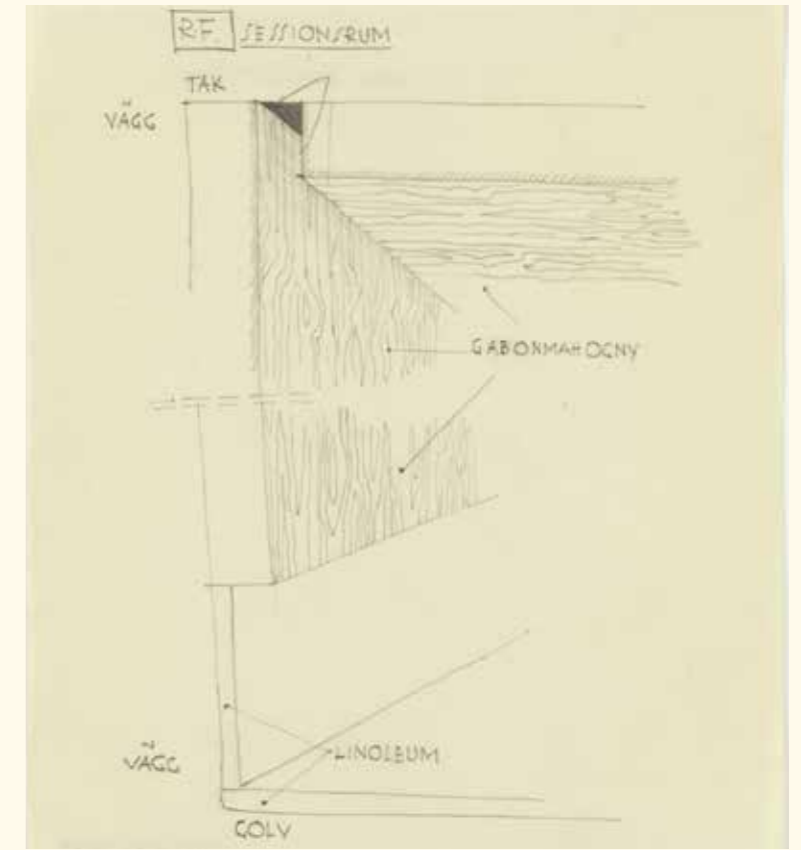 R.F. SESSIONSRUM
TAK
VÄGG
GABONMAHOGNY
VÄGG
LINOLEUM
GOLV